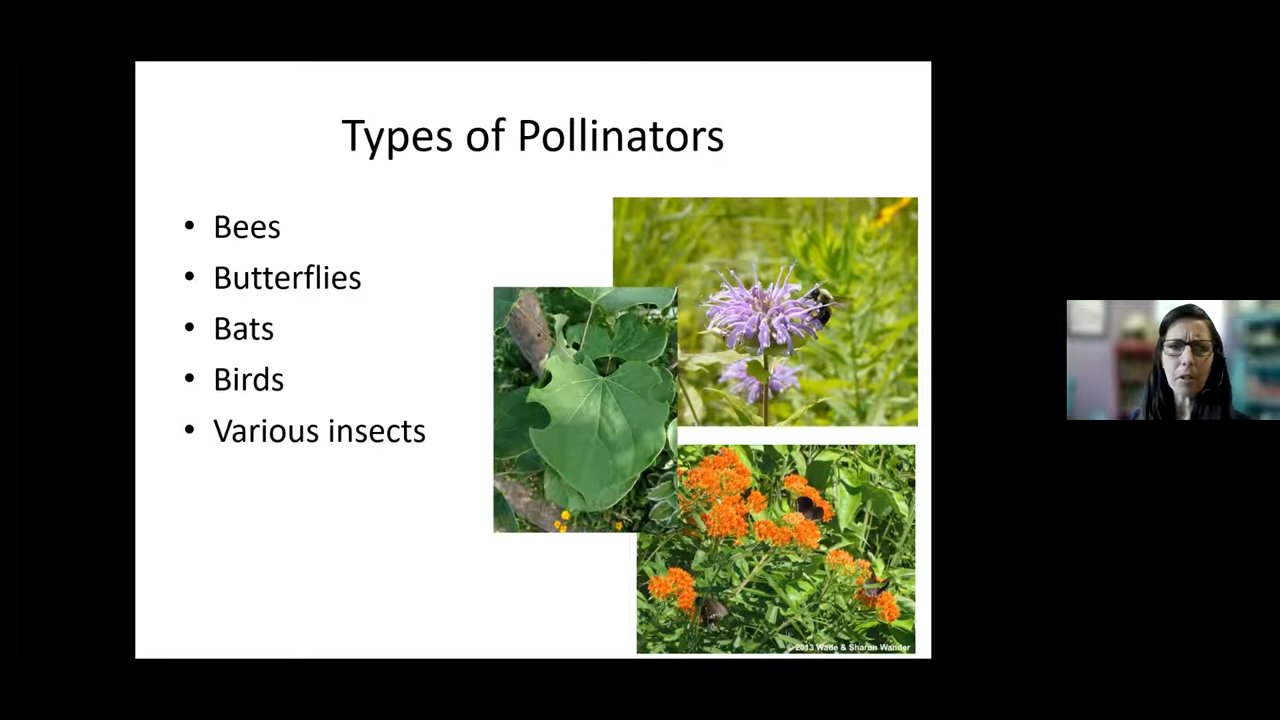 Types of Pollinators
• Bees
• Butterflies
• Bats
• Birds
• Various insects
© 2013 Wade & Sharon Wander